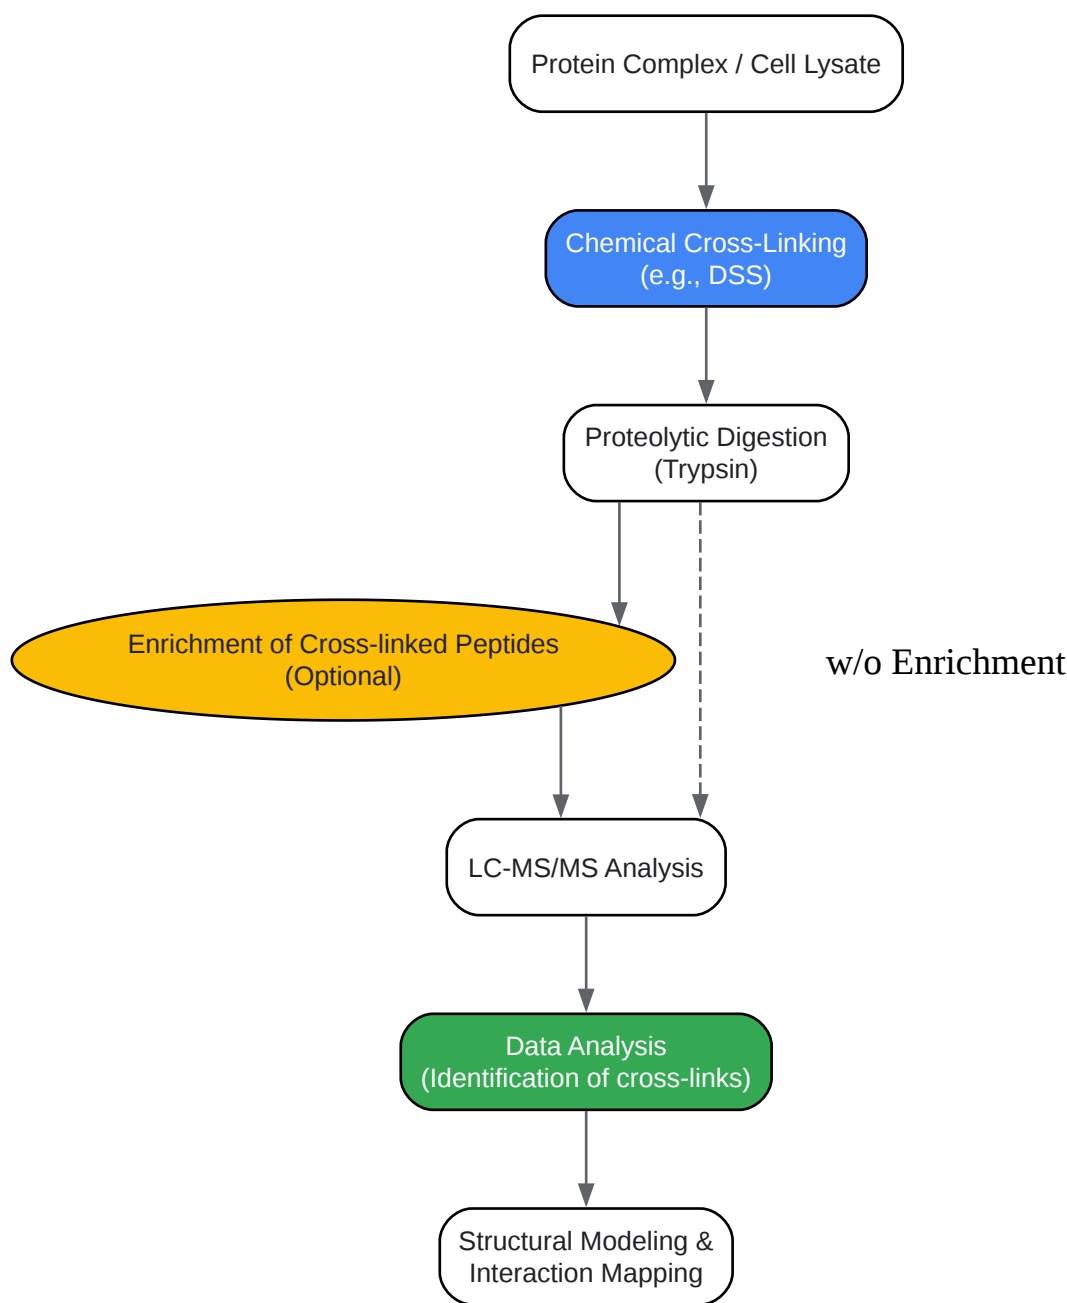 Protein Complex / Cell Lysate
Chemical Cross-Linking
(e.g., DSS)
Proteolytic Digestion
(Trypsin)
Enrichment of Cross-linked Peptides
(Optional)
w/o Enrichment
LC-MS/MS Analysis
Data Analysis
(Identification of cross-links)
Structural Modeling &
Interaction Mapping